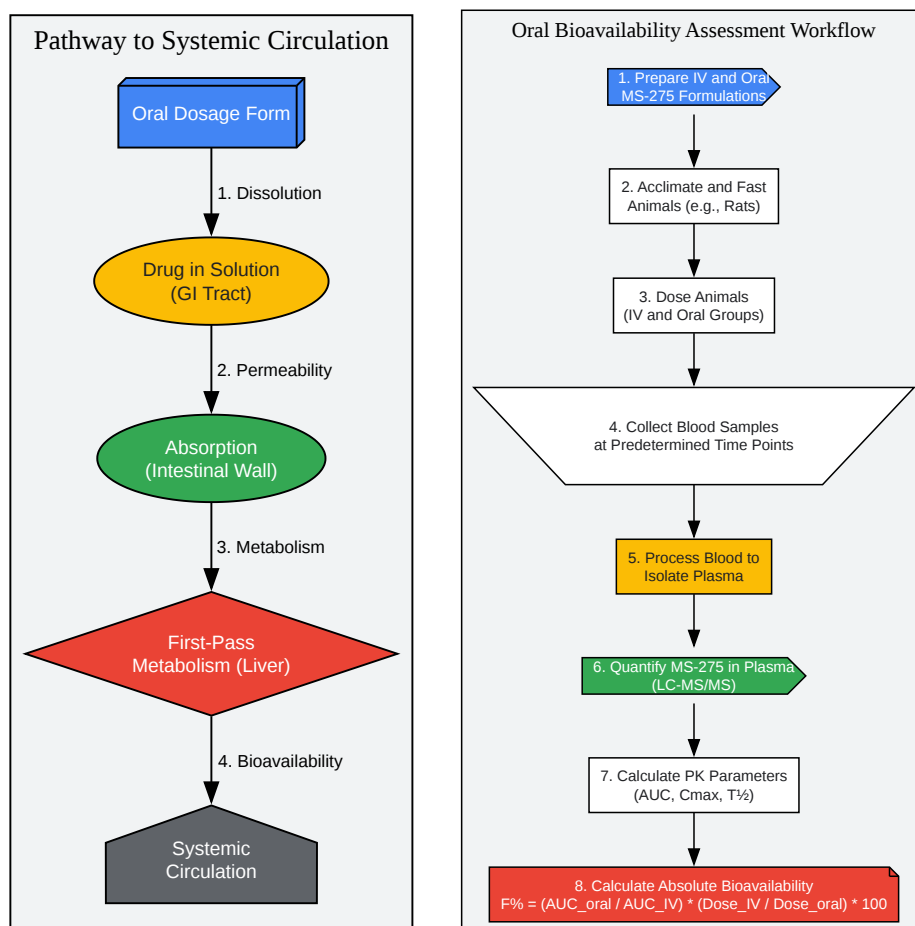 Pathway to Systemic Circulation
Oral Dosage Form
1. Dissolution
Drug in Solution
(GI Tract)
2. Permeability
Absorption
(Intestinal Wall)
3. Metabolism
First-Pass
Metabolism (Liver)
4. Bioavailability
Systemic
Circulation
Oral Bioavailability Assessment Workflow
1. Prepare IV and Oral
MS-275 Formulations
2. Acclimate and Fast
Animals (e.g., Rats)
3. Dose Animals
(IV and Oral Groups)
4. Collect Blood Samples
at Predetermined Time Points
5. Process Blood to
Isolate Plasma
6. Quantify MS-275 in Plasma
(LC-MS/MS)
7. Calculate PK Parameters
(AUC, Cmax, T½)
8. Calculate Absolute Bioavailability
F% = (AUC_oral / AUC_IV) * (Dose_IV / Dose_oral) * 100